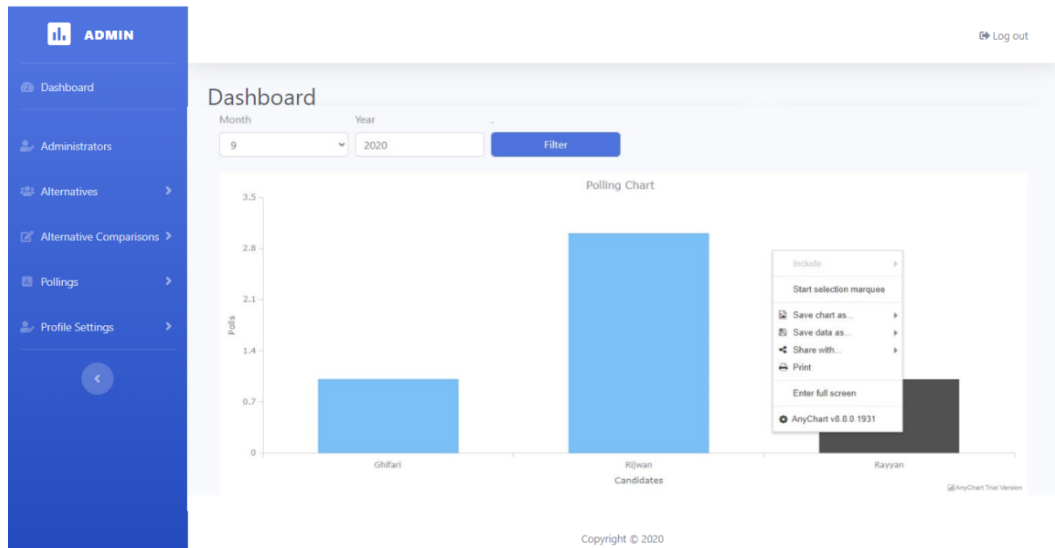 ADMIN
Log out
Dashboard
Administrators
Alternatives
Alternative Comparisons
Pollings
Profile Settings
Dashboard
Month Year .
9 2020 Filter
Polling Chart
3.5
2.8
2.1
1.4
0.7
0
Polls
Include
Start selection marquee
Save chart as...
Save data as...
Share with...
Print
Enter full screen
AnyChart v8.8.0.1931
Ghifari Rijwan Rayyan
Candidates
AnyChart Trial Version
Copyright © 2020